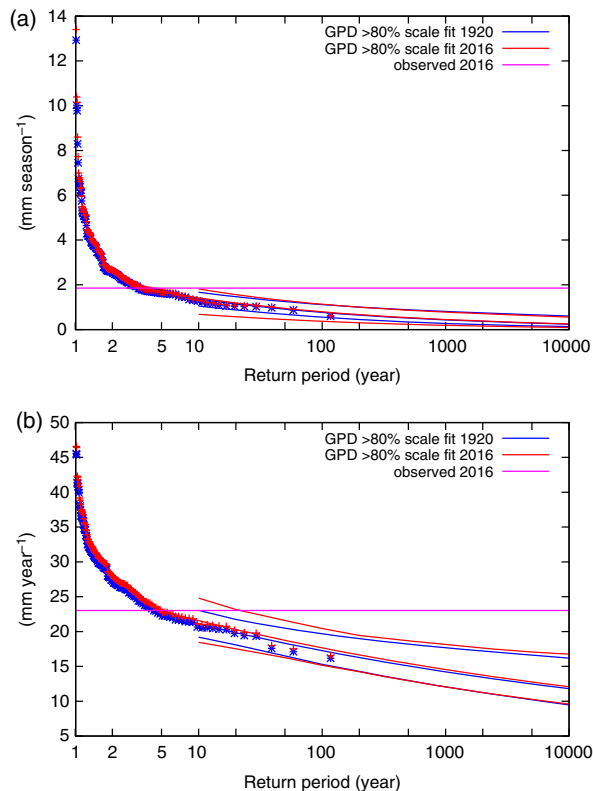 (a)
14
12
10
8
6
4
2
0
(mm season⁻¹)
GPD >80% scale fit 1920
GPD >80% scale fit 2016
observed 2016
1 2 5 10 100 1000 10000
Return period (year)
(b)
50
45
40
35
30
25
20
15
10
5
(mm year⁻¹)
GPD >80% scale fit 1920
GPD >80% scale fit 2016
observed 2016
1 2 5 10 100 1000 10000
Return period (year)